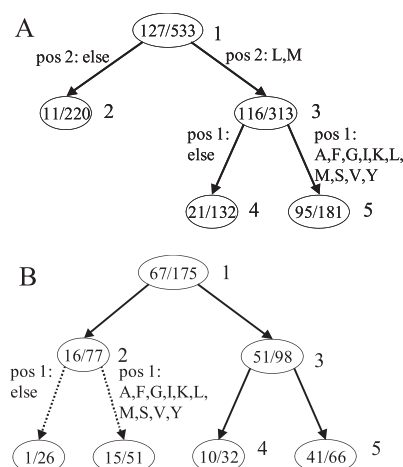 A
127/533 1
pos 2: else pos 2: L,M
11/220 2 116/313 3
pos 1: pos 1:
else A,F,G,I,K,L,
M,S,V,Y
21/132 4 95/181 5
B
67/175 1
16/77 2 51/98 3
pos 1: pos 1:
else A,F,G,I,K,L,
M,S,V,Y
1/26 15/51 10/32 4 41/66 5